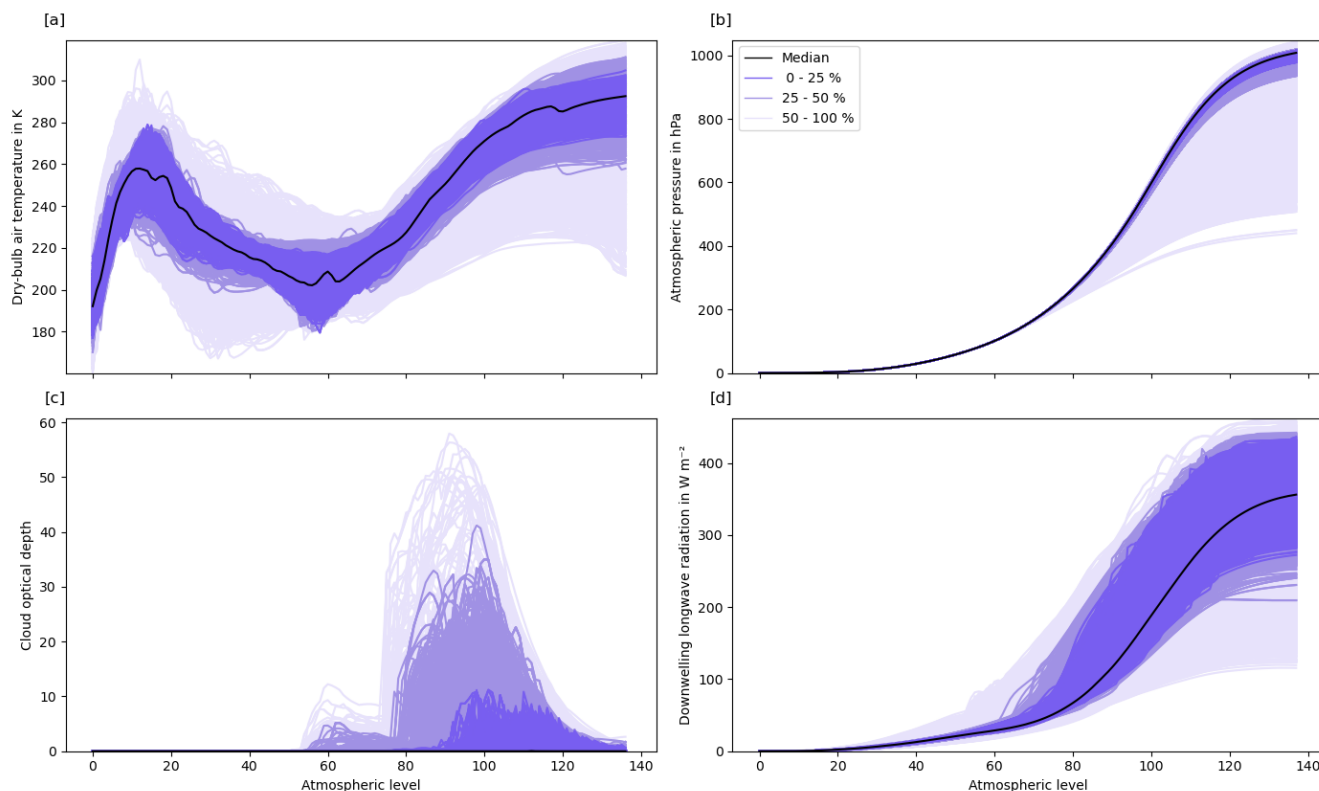 [a]
[b]
Dry-bulb air temperature in K
300
280
260
240
220
200
180
Atmospheric pressure in hPa
1000
800
600
400
200
0
Median
0 - 25 %
25 - 50 %
50 - 100 %
[c]
[d]
Cloud optical depth
60
50
40
30
20
10
0
0 20 40 60 80 100 120 140
Atmospheric level
Downwelling longwave radiation in W m⁻²
400
300
200
100
0
0 20 40 60 80 100 120 140
Atmospheric level